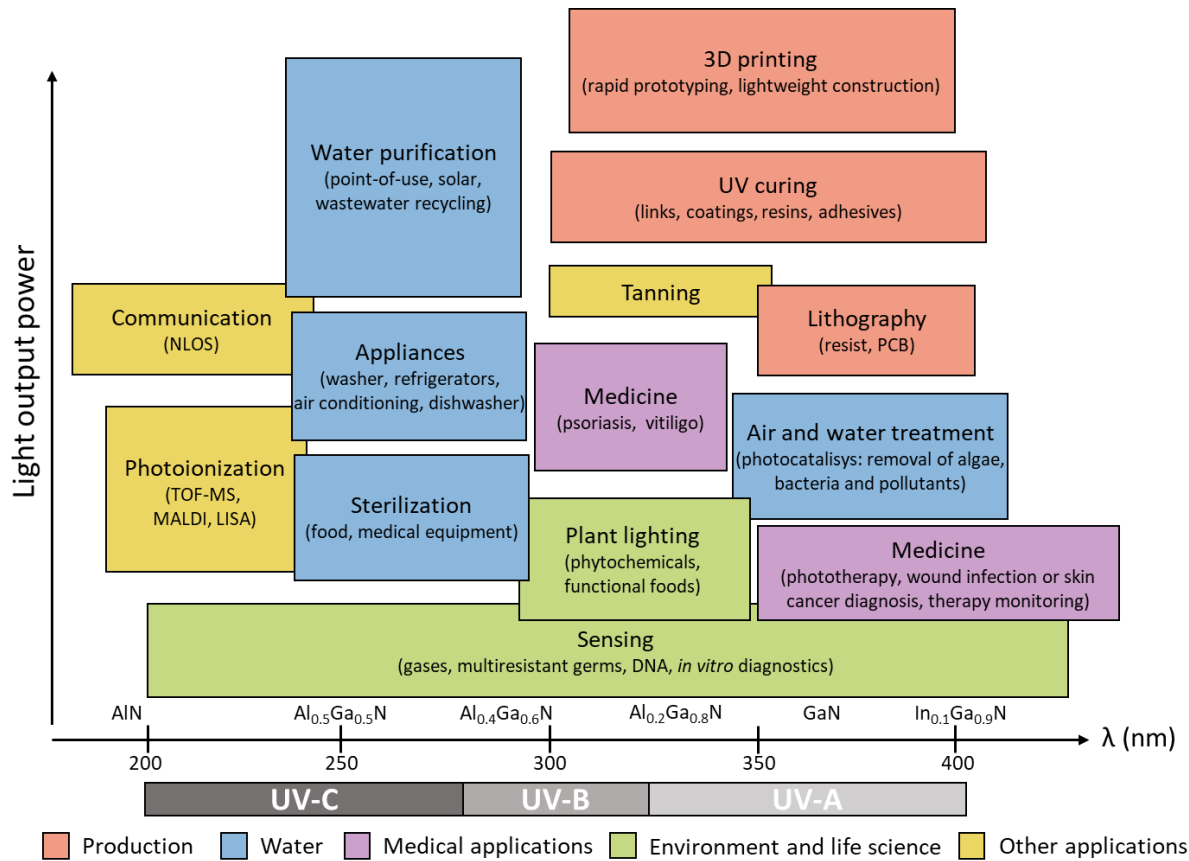 3D printing
(rapid prototyping, lightweight construction)
Water purification
(point-of-use, solar,
wastewater recycling)
UV curing
(links, coatings, resins, adhesives)
Tanning
Communication
(NLOS)
Lithography
(resist, PCB)
Appliances
(washer, refrigerators,
air conditioning, dishwasher)
Medicine
(psoriasis, vitiligo)
Air and water treatment
(photocatalisys: removal of algae,
bacteria and pollutants)
Photoionization
(TOF-MS,
MALDI, LISA)
Sterilization
(food, medical equipment)
Plant lighting
(phytochemicals,
functional foods)
Medicine
(phototherapy, wound infection or skin
cancer diagnosis, therapy monitoring)
Sensing
(gases, multiresistant germs, DNA, in vitro diagnostics)
Light output power
AlN Al0.5Ga0.5N Al0.4Ga0.6N Al0.2Ga0.8N GaN In0.1Ga0.9N
λ (nm)
200 250 300 350 400
UV-C UV-B UV-A
Production Water Medical applications Environment and life science Other applications